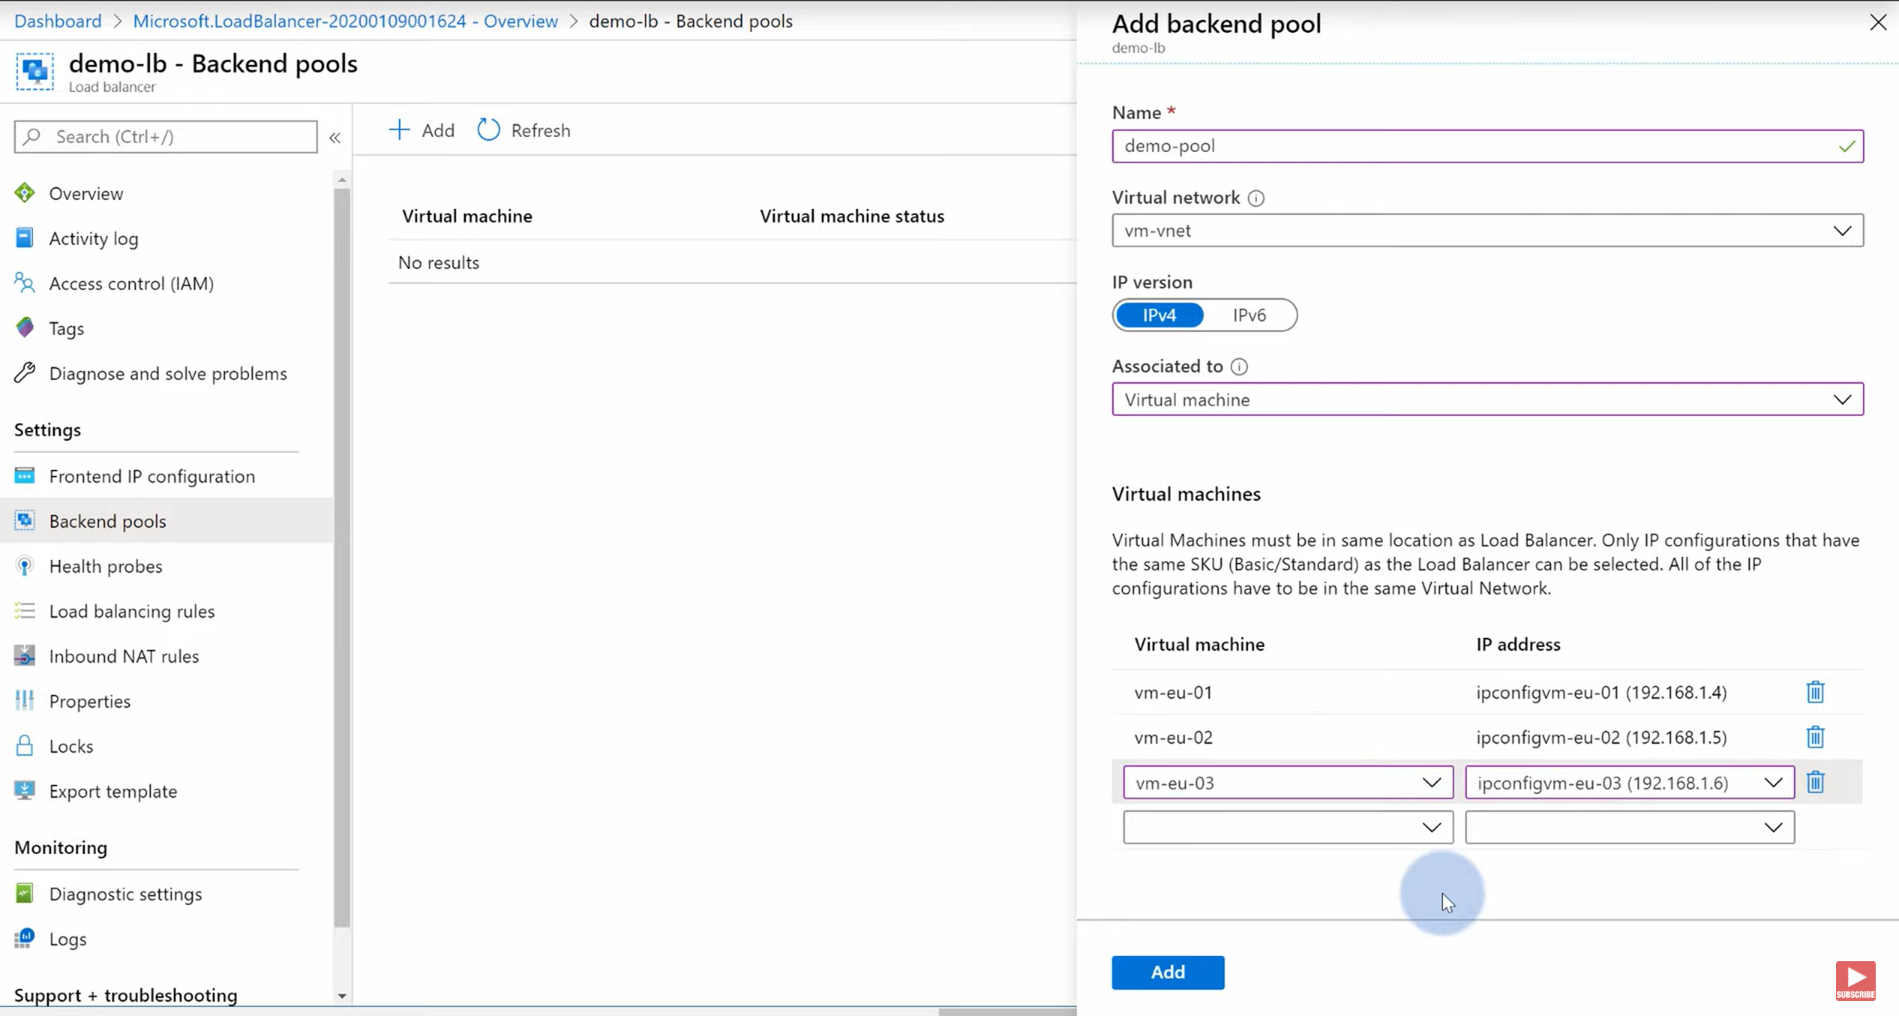 Dashboard > Microsoft.LoadBalancer-20200109001624 - Overview > demo-lb - Backend pools
demo-lb - Backend pools
Load balancer
Search (Ctrl+/)
«
Overview
Activity log
Access control (IAM)
Tags
Diagnose and solve problems
Settings
Frontend IP configuration
Backend pools
Health probes
Load balancing rules
Inbound NAT rules
Properties
Locks
Export template
Monitoring
Diagnostic settings
Logs
Support + troubleshooting
Add Refresh
Virtual machine Virtual machine status
No results
Add backend pool
demo-lb
Name *
demo-pool
Virtual network
vm-vnet
IP version
IPv4 IPv6
Associated to
Virtual machine
Virtual machines
Virtual Machines must be in same location as Load Balancer. Only IP configurations that have
the same SKU (Basic/Standard) as the Load Balancer can be selected. All of the IP
configurations have to be in the same Virtual Network.
Virtual machine IP address
vm-eu-01 ipconfigvm-eu-01 (192.168.1.4)
vm-eu-02 ipconfigvm-eu-02 (192.168.1.5)
vm-eu-03 ipconfigvm-eu-03 (192.168.1.6)
Add
SUBSCRIBE